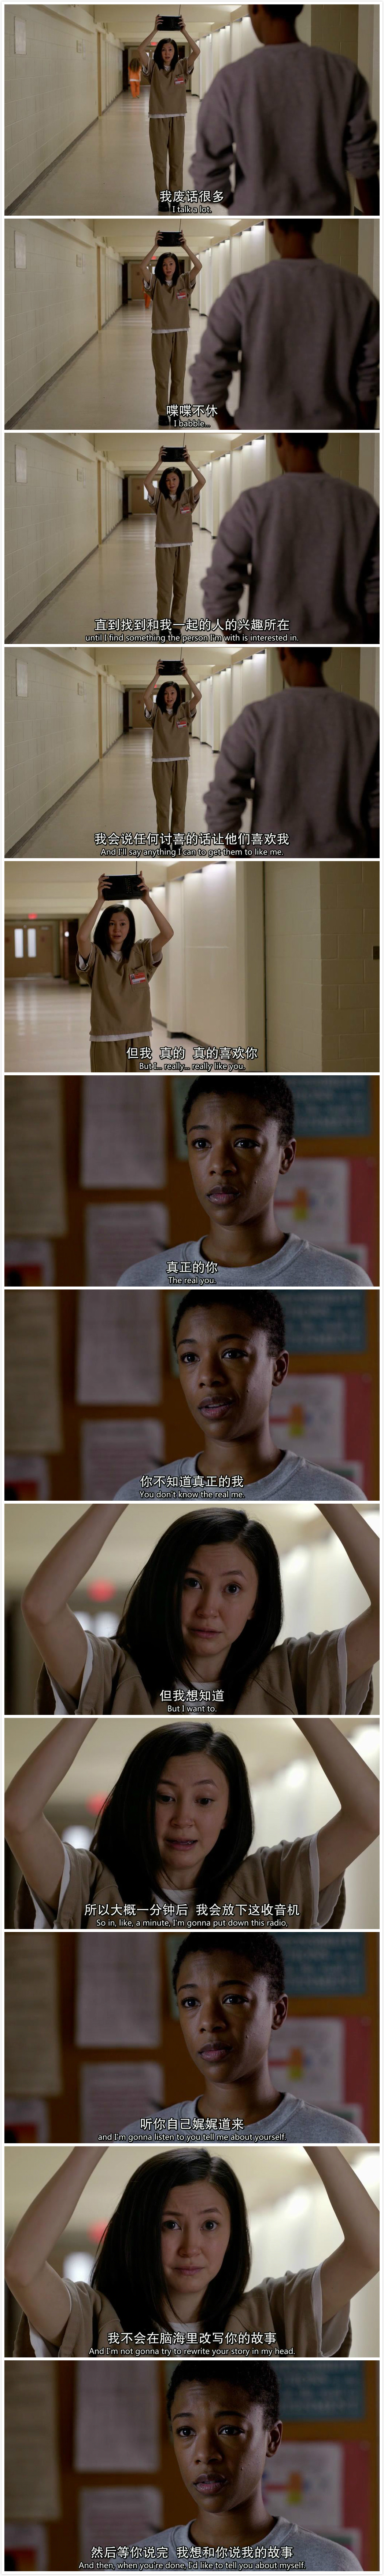 我废话很多
I talk a lot.
喋喋不休
I babble...
直到找到和我一起的人的兴趣所在
until I find something the person I'm with is interested in.
我会说任何讨喜的话让他们喜欢我
And I'll say anything I can to get them to like me.
但我 真的 真的喜欢你
But I... really... really like you.
真正的你
The real you.
你不知道真正的我
You don't know the real me.
但我想知道
But I want to.
所以大概一分钟后 我会放下这收音机
So in, like, a minute, I'm gonna put down this radio,
听你自己娓娓道来
and I'm gonna listen to you tell me about yourself.
我不会在脑海里改写你的故事
And I'm not gonna try to rewrite your story in my head.
然后等你说完 我想和你说我的故事
And then, when you're done, I'd like to tell you about myself.